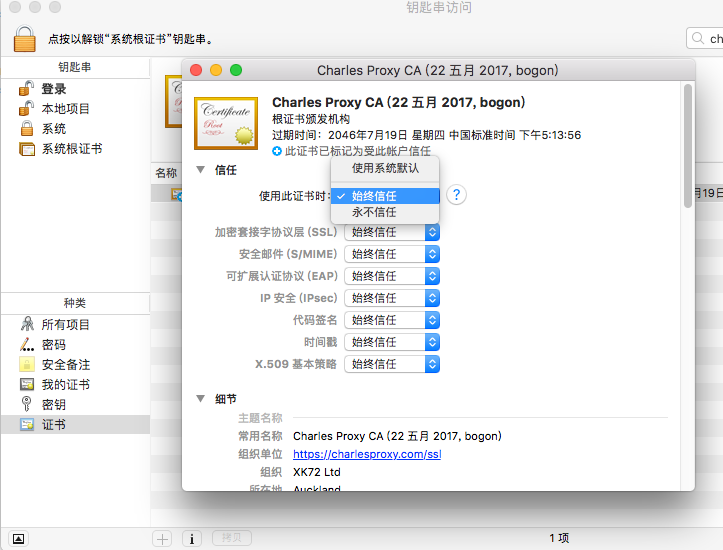 钥匙串访问
点按以解锁“系统根证书”钥匙串。
ch
钥匙串
登录
本地项目
系统
系统根证书
名称
种类
所有项目
密码
安全备注
我的证书
密钥
证书
Charles Proxy CA (22 五月 2017, bogon)
Certificate
Root
Charles Proxy CA (22 五月 2017, bogon)
根证书颁发机构
过期时间：2046年7月19日 星期四 中国标准时间 下午5:13:56
此证书已标记为受此帐户信任
信任
使用系统默认
使用此证书时： ✓ 始终信任 ?
永不信任
加密套接字协议层 (SSL) 始终信任
安全邮件 (S/MIME) 始终信任
可扩展认证协议 (EAP) 始终信任
IP 安全 (IPsec) 始终信任
代码签名 始终信任
时间戳 始终信任
X.509 基本策略 始终信任
细节
主题名称
常用名称 Charles Proxy CA (22 五月 2017, bogon)
组织单位 https://charlesproxy.com/ssl
组织 XK72 Ltd
所在地 Auckland
月19日
拷贝
1 项